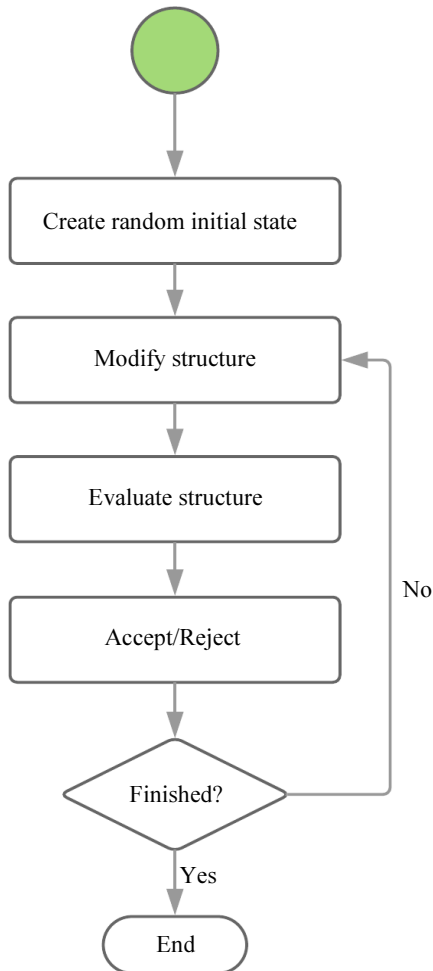 Create random initial state
Modify structure
Evaluate structure
No
Accept/Reject
Finished?
Yes
End